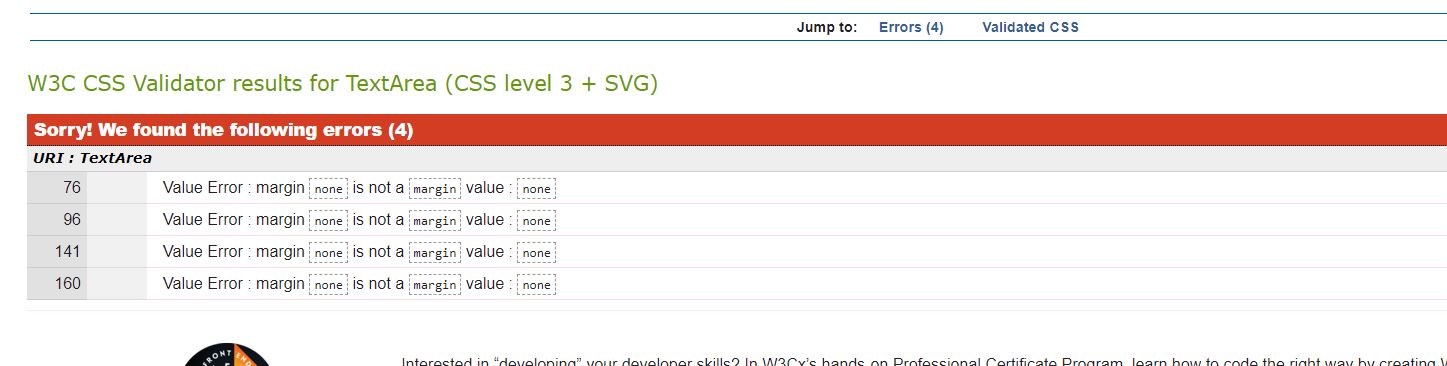 Jump to: Errors (4) Validated CSS
W3C CSS Validator results for TextArea (CSS level 3 + SVG)
Sorry! We found the following errors (4)
URI : TextArea
76 Value Error : margin none is not a margin value : none
96 Value Error : margin none is not a margin value : none
141 Value Error : margin none is not a margin value : none
160 Value Error : margin none is not a margin value : none
FRONT END
Interested in “developing” your developer skills? In W3Cx's hands-on Professional Certificate Program, learn how to code the right way by creating